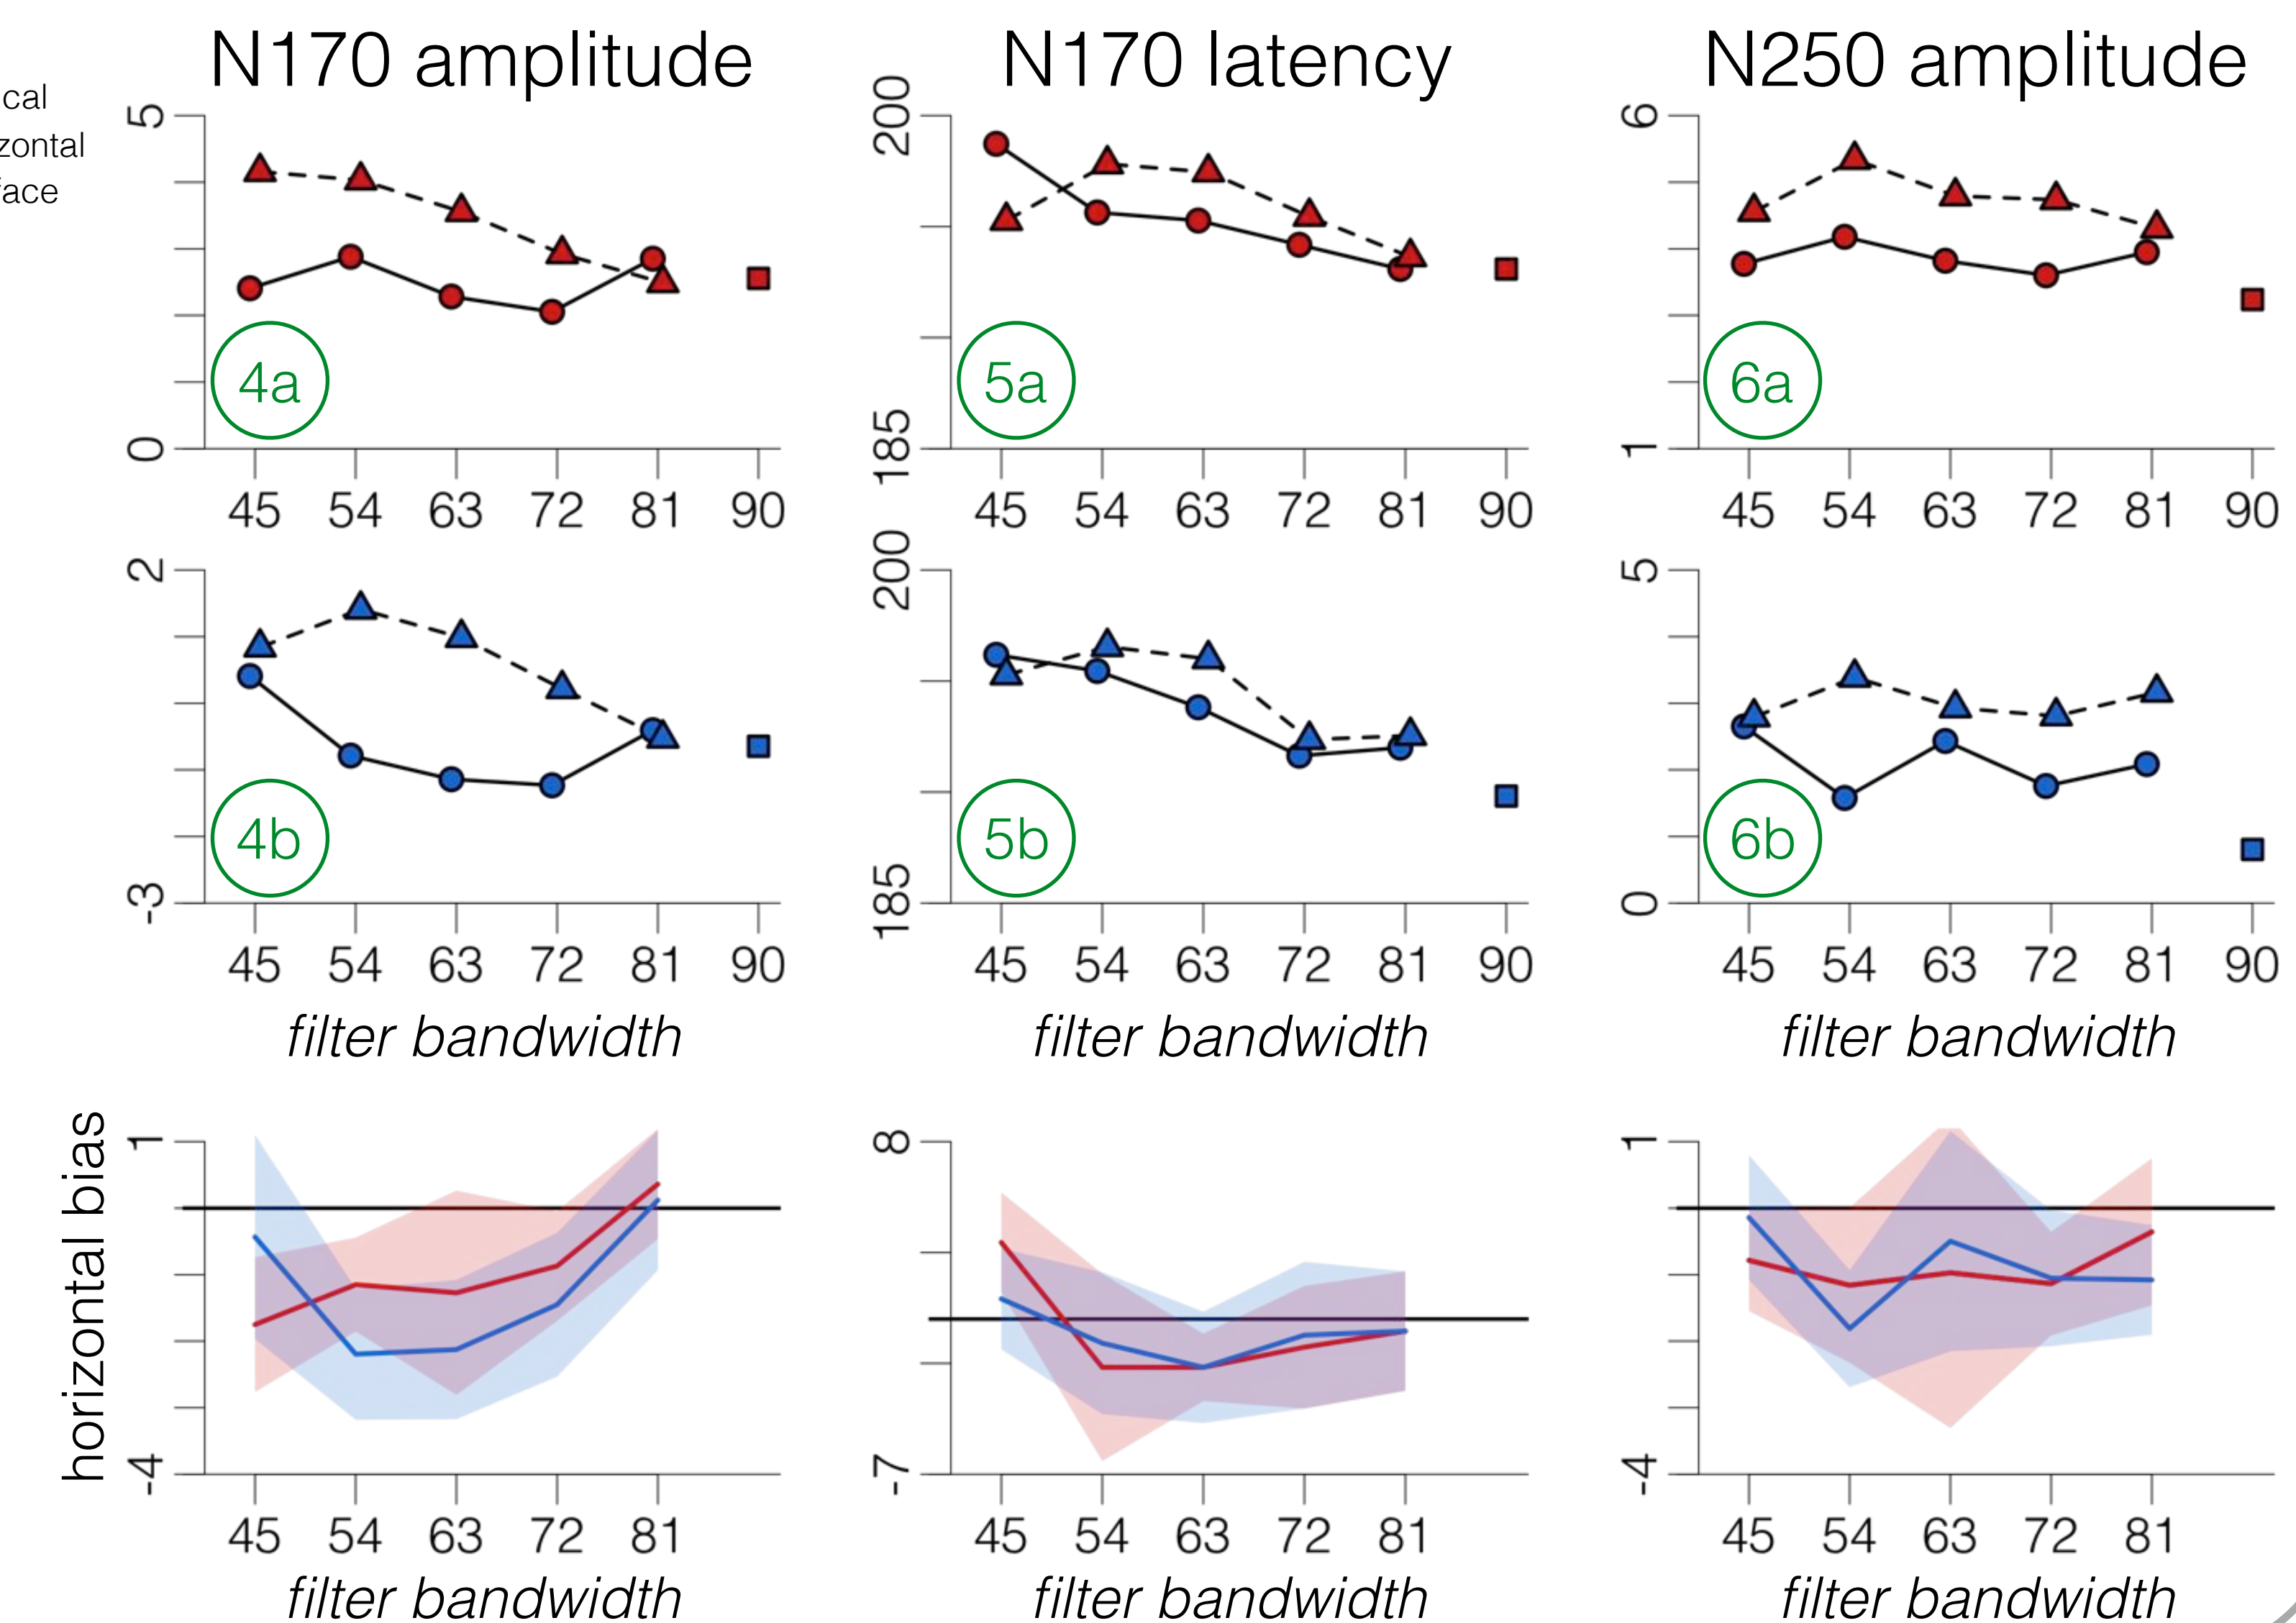 N170 amplitude N170 latency N250 amplitude
cal
zontal
face
5 200 6
4a 5a 6a
0 185 1
45 54 63 72 81 90 45 54 63 72 81 90 45 54 63 72 81 90
2 200 5
4b 5b 6b
-3 185 0
45 54 63 72 81 90 45 54 63 72 81 90 45 54 63 72 81 90
filter bandwidth filter bandwidth filter bandwidth
horizontal bias
1 8 1
-4 -7 -4
45 54 63 72 81 45 54 63 72 81 45 54 63 72 81
filter bandwidth filter bandwidth filter bandwidth